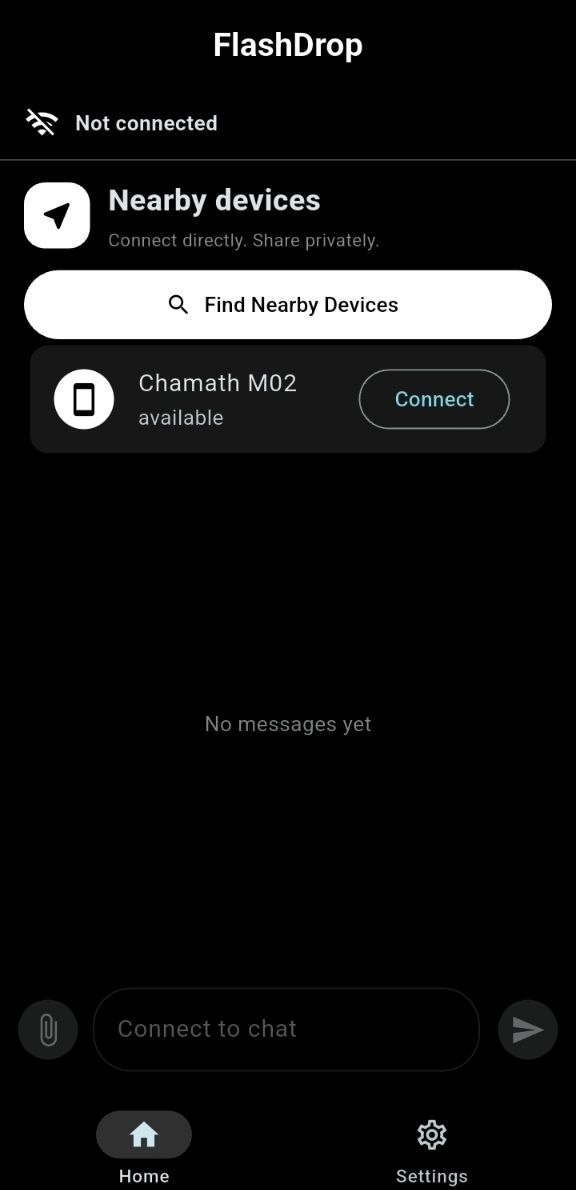 FlashDrop
Not connected
Nearby devices
Connect directly. Share privately.
Find Nearby Devices
Chamath M02
available
Connect
No messages yet
Connect to chat
Home
Settings